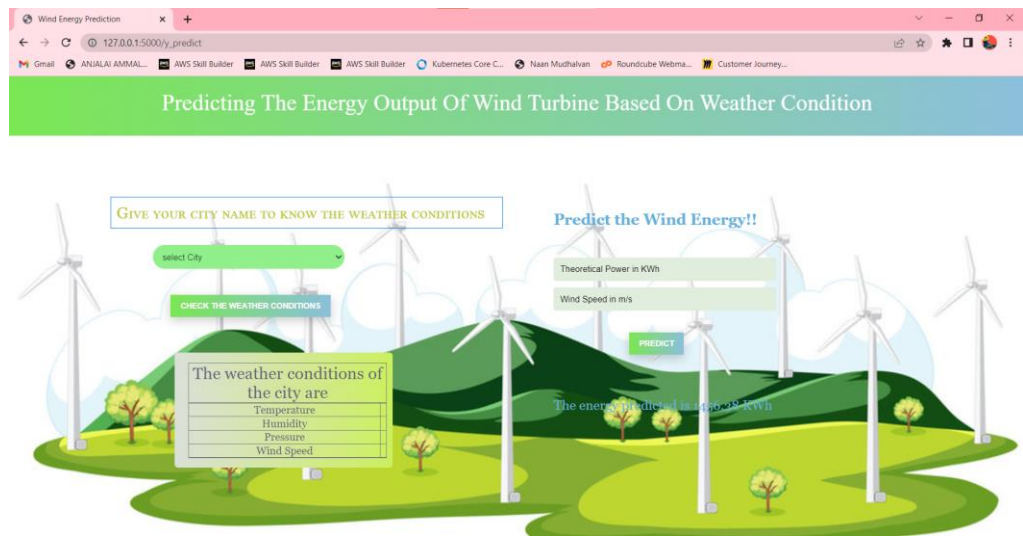 Wind Energy Prediction
127.0.0.1:5000/y_predict
Gmail ANJALAI AMMAL... AWS Skill Builder AWS Skill Builder AWS Skill Builder Kubernetes Core C... Naan Mudhalvan Roundcube Webma... Customer Journey...
Predicting The Energy Output Of Wind Turbine Based On Weather Condition
Give your city name to know the weather conditions
select City
CHECK THE WEATHER CONDITIONS
The weather conditions of
the city are
Temperature
Humidity
Pressure
Wind Speed
Predict the Wind Energy!!
Theoretical Power in KWh
Wind Speed in m/s
PREDICT
The energy predicted is 1456.28 KWh